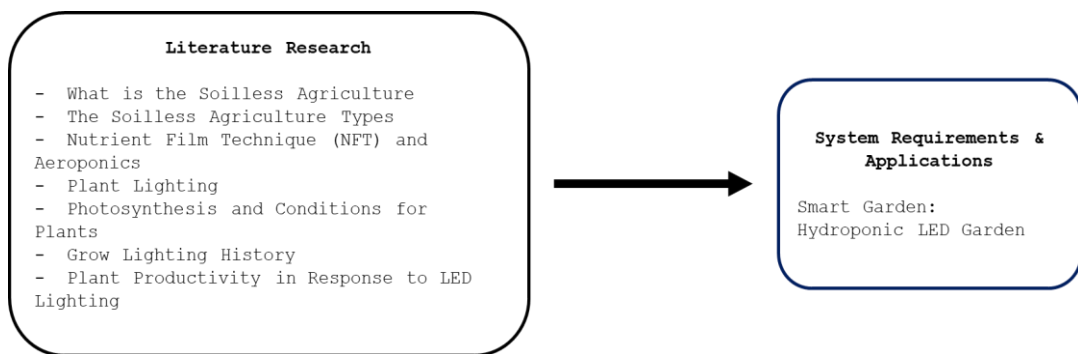 Literature Research
- What is the Soilless Agriculture
- The Soilless Agriculture Types
- Nutrient Film Technique (NFT) and
Aeroponics
- Plant Lighting
- Photosynthesis and Conditions for
Plants
- Grow Lighting History
- Plant Productivity in Response to LED
Lighting
System Requirements &
Applications
Smart Garden:
Hydroponic LED Garden